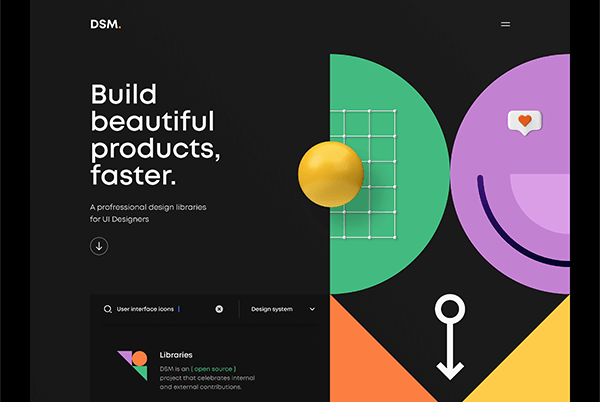 DSM.
Build
beautiful
products,
faster.
A profressional design libraries
for UI Designers
User interface icons
Design system
Libraries
DSM is an { open source }
project that celebrates internal
and external contributions.